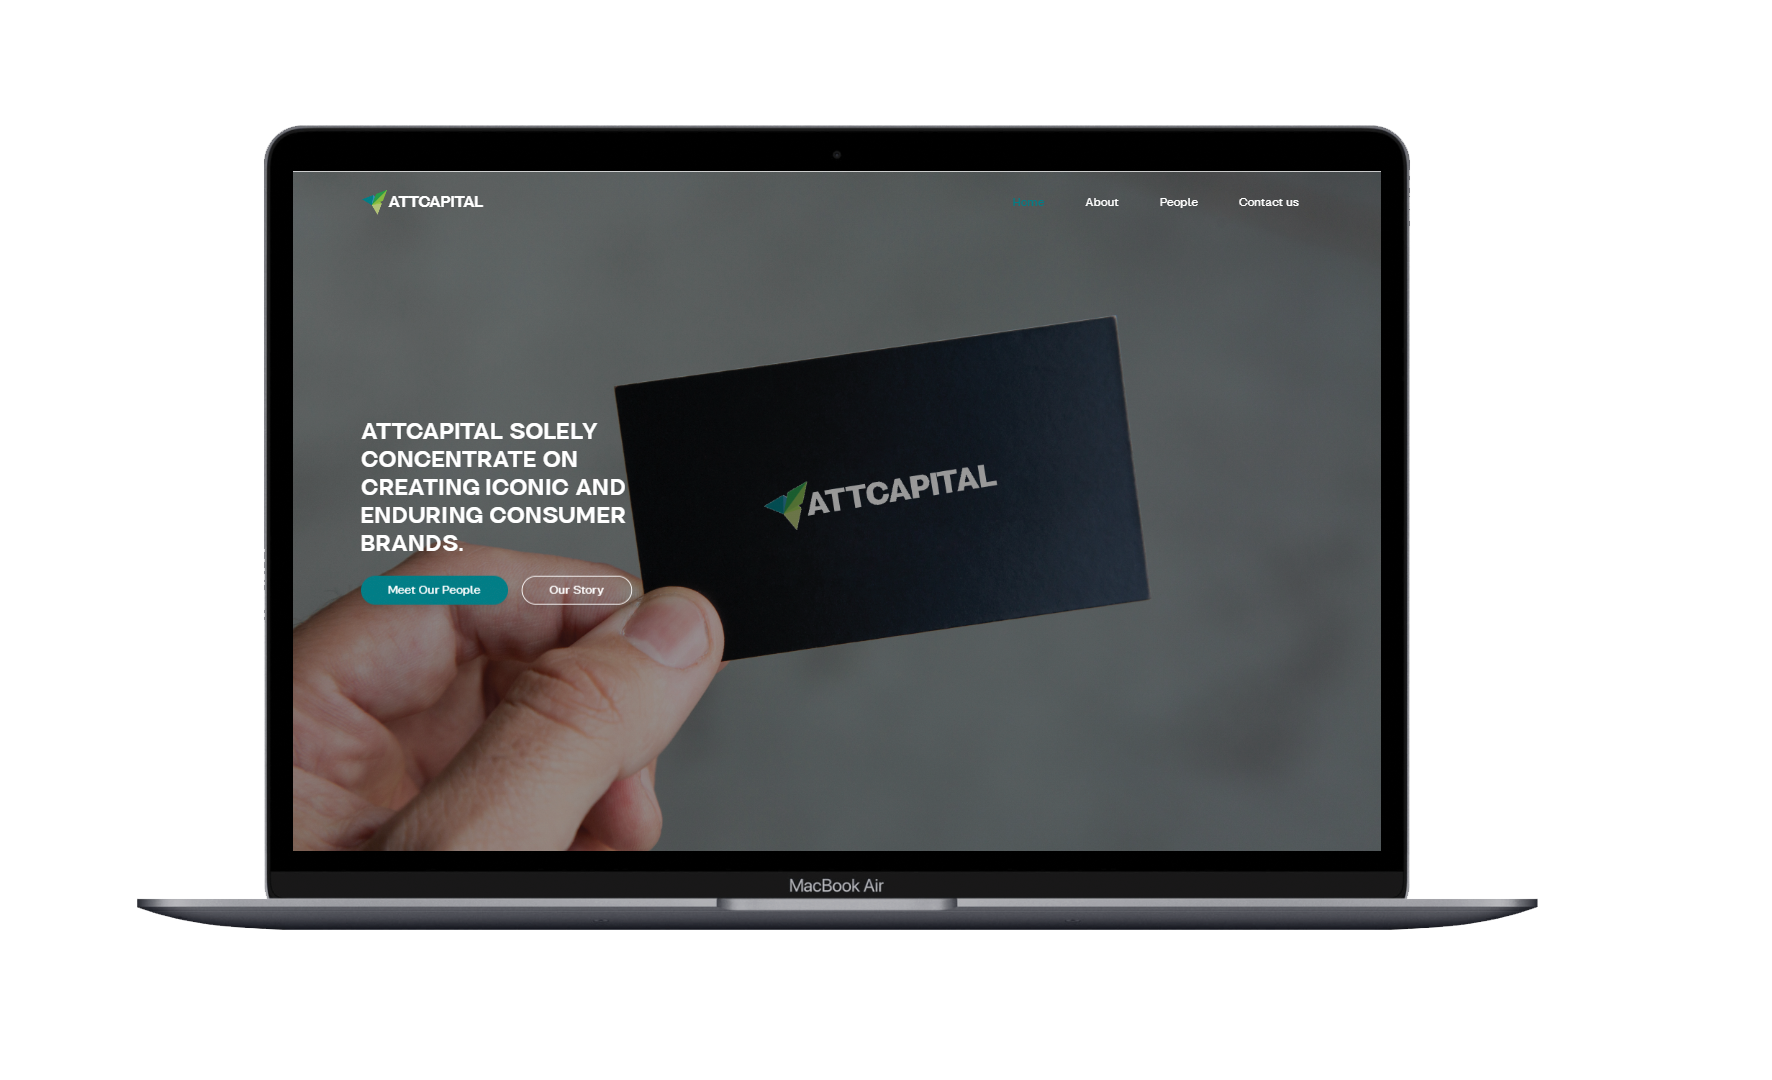 ATTCAPITAL
Home
About
People
Contact us
ATTCAPITAL SOLELY
CONCENTRATE ON
CREATING ICONIC AND
ENDURING CONSUMER
BRANDS.
Meet Our People
Our Story
ATTCAPITAL
MacBook Air